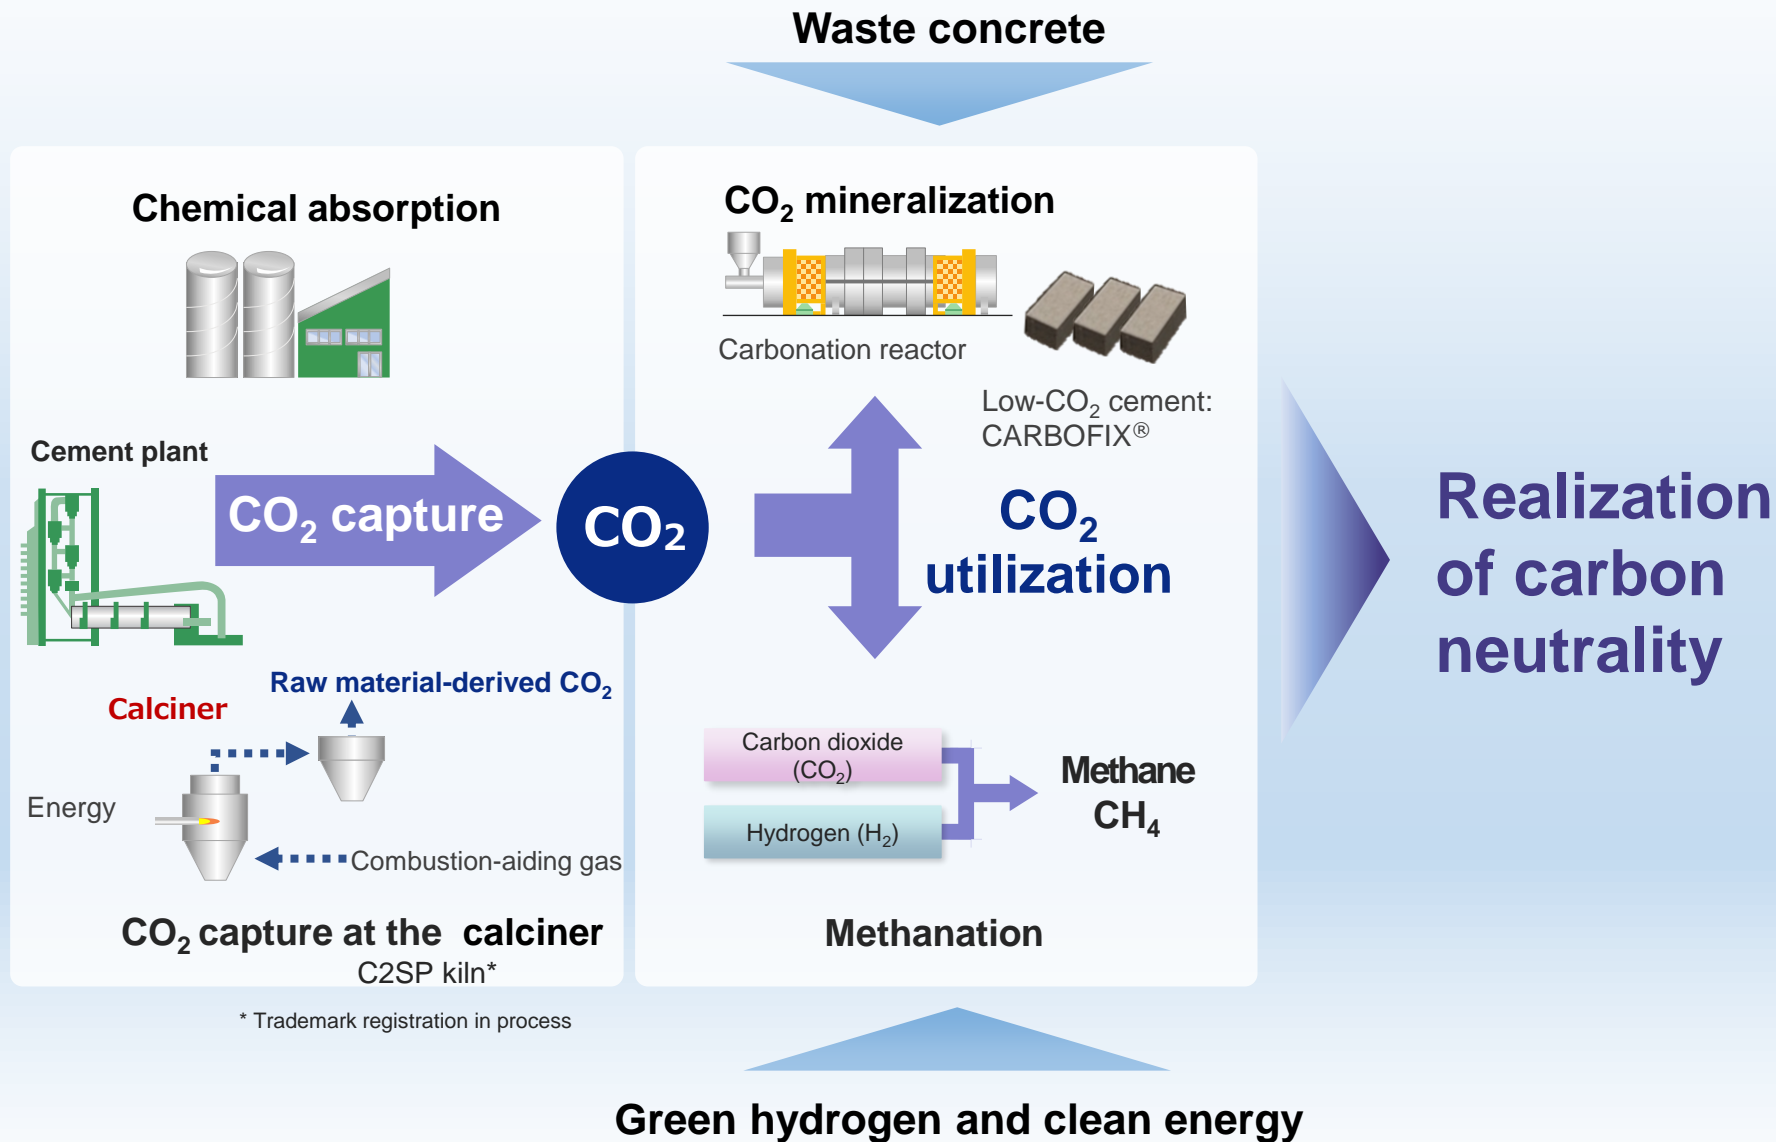 Waste concrete
Chemical absorption
Cement plant
CO₂ capture
CO₂
Raw material-derived CO₂
Calciner
Energy
Combustion-aiding gas
CO₂ capture at the calciner
C2SP kiln*
* Trademark registration in process
CO₂ mineralization
Carbonation reactor
Low-CO₂ cement:
CARBOFIX®
CO₂
utilization
Carbon dioxide
(CO₂)
Hydrogen (H₂)
Methane
CH₄
Methanation
Green hydrogen and clean energy
Realization
of carbon
neutrality